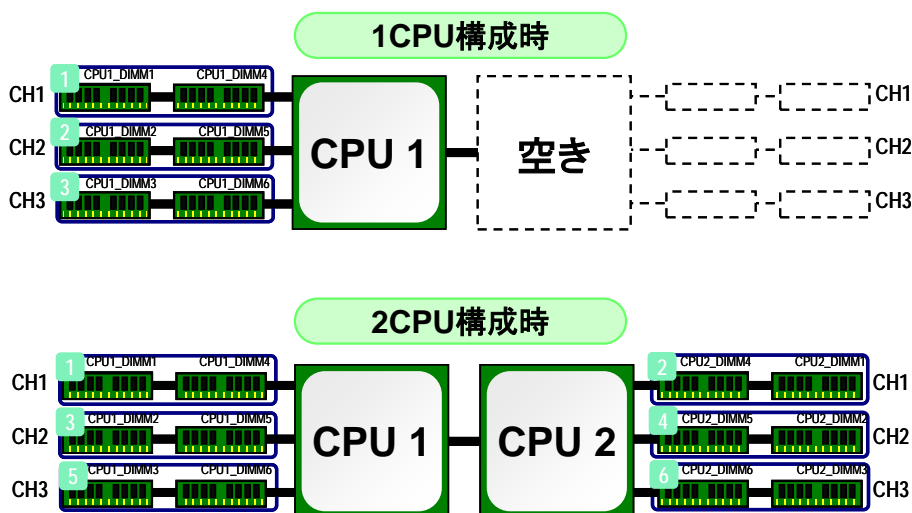 1CPU構成時
1 CPU1_DIMM1 CPU1_DIMM4
CH1 CH1
2 CPU1_DIMM2 CPU1_DIMM5
CH2 CPU 1 空き CH2
3 CPU1_DIMM3 CPU1_DIMM6
CH3 CH3
2CPU構成時
1 CPU1_DIMM1 CPU1_DIMM4 2 CPU2_DIMM4 CPU2_DIMM1
CH1 CH1
3 CPU1_DIMM2 CPU1_DIMM5 4 CPU2_DIMM5 CPU2_DIMM2
CH2 CPU 1 CPU 2 CH2
5 CPU1_DIMM3 CPU1_DIMM6 6 CPU2_DIMM6 CPU2_DIMM3
CH3 CH3